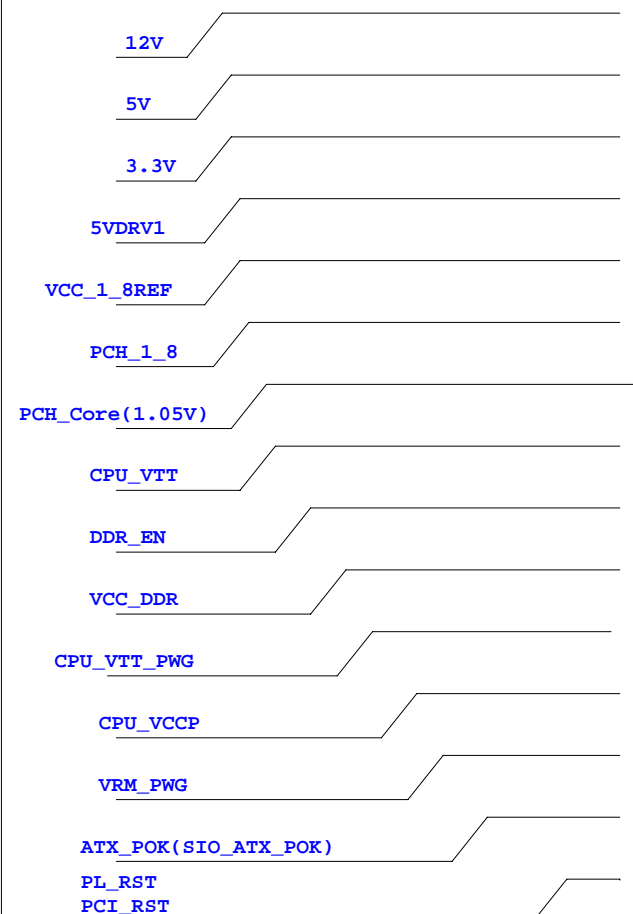 12V
5V
3.3V
5VDRV1
VCC_1_8REF
PCH_1_8
PCH_Core(1.05V)
CPU_VTT
DDR_EN
VCC_DDR
CPU_VTT_PWG
CPU_VCCP
VRM_PWG
ATX_POK(SIO_ATX_POK)
PL_RST
PCI_RST